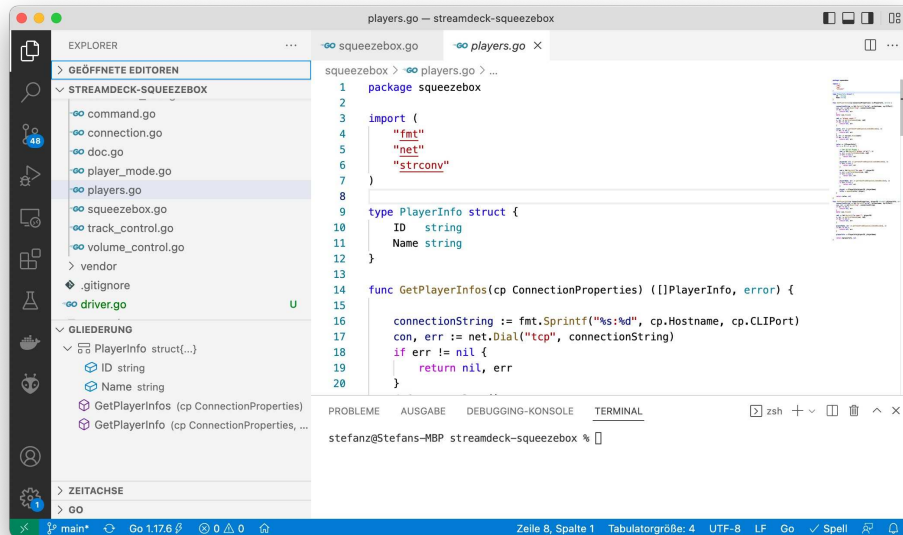 players.go — streamdeck-squeezebox
EXPLORER
GEÖFFNETE EDITOREN
STREAMDECK-SQUEEZEBOX
command.go
connection.go
doc.go
player_mode.go
players.go
squeezebox.go
track_control.go
volume_control.go
vendor
.gitignore
driver.go U
GLIEDERUNG
PlayerInfo struct{...}
ID string
Name string
GetPlayerInfos (cp ConnectionProperties)
GetPlayerInfo (cp ConnectionProperties, ...
ZEITACHSE
GO
48
1
squeezebox.go
players.go
squeezebox > players.go > ...
1 package squeezebox
2
3 import (
4 "fmt"
5 "net"
6 "strconv"
7 )
8
9 type PlayerInfo struct {
10 ID string
11 Name string
12 }
13
14 func GetPlayerInfos(cp ConnectionProperties) ([]PlayerInfo, error) {
15
16 connectionString := fmt.Sprintf("%s:%d", cp.Hostname, cp.CLIPort)
17 con, err := net.Dial("tcp", connectionString)
18 if err != nil {
19 return nil, err
20 }
PROBLEME AUSGABE DEBUGGING-KONSOLE TERMINAL zsh
stefanz@Stefans-MBP streamdeck-squeezebox %
main* Go 1.17.6 0 0 Zeile 8, Spalte 1 Tabulatorgröße: 4 UTF-8 LF Go Spell